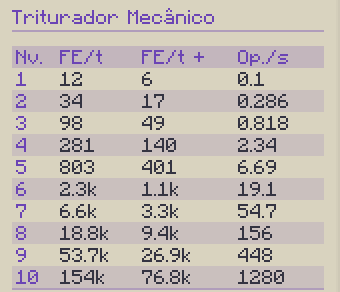 Triturador Mecânico
Nv. FE/t FE/t + Op./s
1 12 6 0.1
2 34 17 0.286
3 98 49 0.818
4 281 140 2.34
5 803 401 6.69
6 2.3k 1.1k 19.1
7 6.6k 3.3k 54.7
8 18.8k 9.4k 156
9 53.7k 26.9k 448
10 154k 76.8k 1280